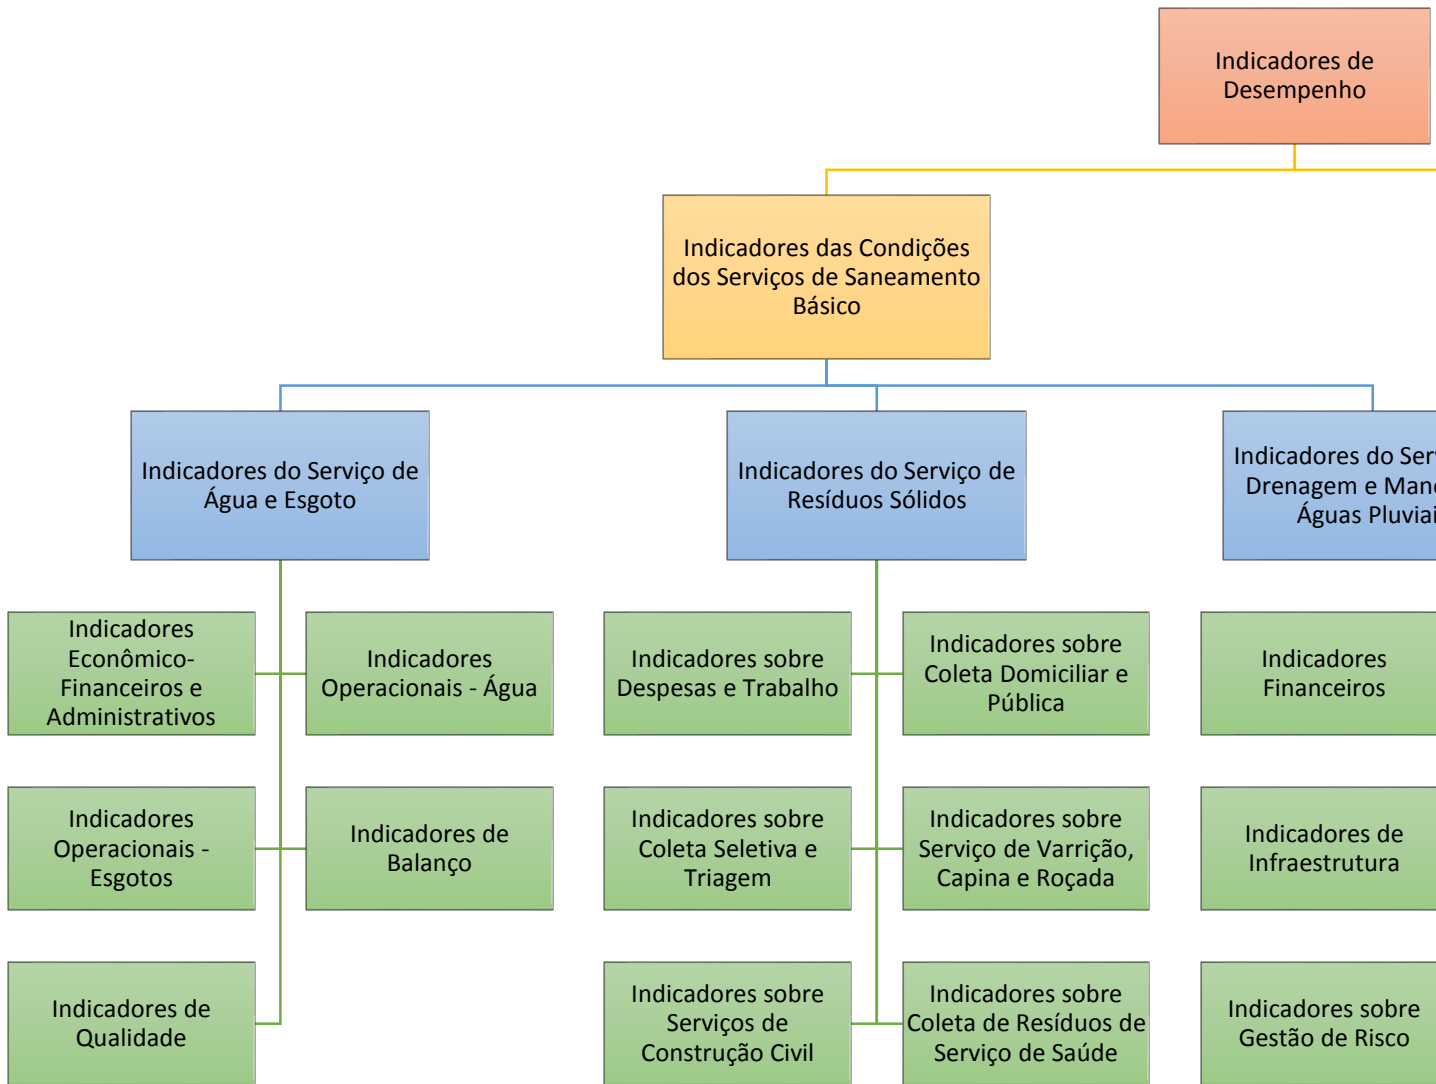 Indicadores de
Desempenho
Indicadores das Condições
dos Serviços de Saneamento
Básico
Indicadores do Serviço de
Água e Esgoto
Indicadores do Serviço de
Resíduos Sólidos
Indicadores do
Drenagem e
Águas
Indicadores
Econômico-
Financeiros e
Administrativos
Indicadores
Operacionais - Água
Indicadores sobre
Despesas e Trabalho
Indicadores sobre
Coleta Domiciliar e
Pública
Indicadores
Financeiros
Indicadores
Operacionais -
Esgotos
Indicadores de
Balanço
Indicadores sobre
Coleta Seletiva e
Triagem
Indicadores sobre
Serviço de Varrição,
Capina e Roçada
Indicadores de
Infraestrutura
Indicadores de
Qualidade
Indicadores sobre
Serviços de
Construção Civil
Indicadores sobre
Coleta de Resíduos de
Serviço de Saúde
Indicadores sobre
Gestão de Risco